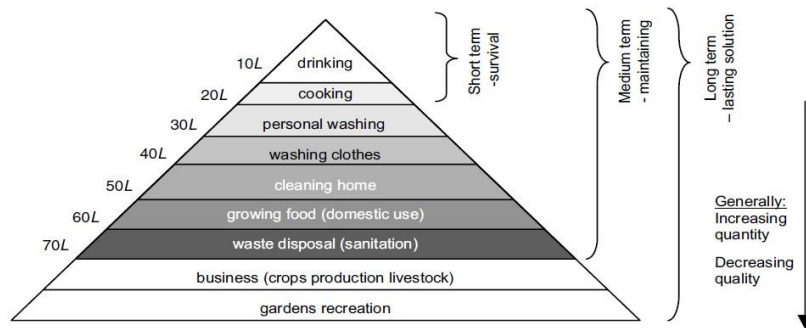 10L
drinking
20L
cooking
30L
personal washing
40L
washing clothes
50L
cleaning home
60L
growing food (domestic use)
70L
waste disposal (sanitation)
business (crops production livestock)
gardens recreation
Short term
-survival
Medium term
- maintaining
Long term
– lasting solution
Generally:
Increasing
quantity
Decreasing
quality